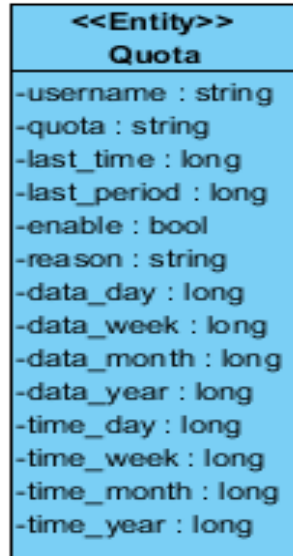 <<Entity>>
Quota
-username : string
-quota : string
-last_time : long
-last_period : long
-enable : bool
-reason : string
-data_day : long
-data_week : long
-data_month : long
-data_year : long
-time_day : long
-time_week : long
-time_month : long
-time_year : long